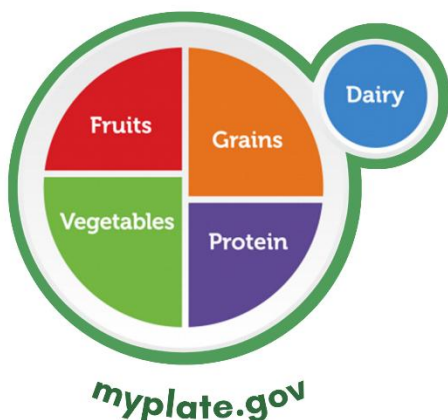 Fruits
Grains
Dairy
Vegetables
Protein
myplate.gov